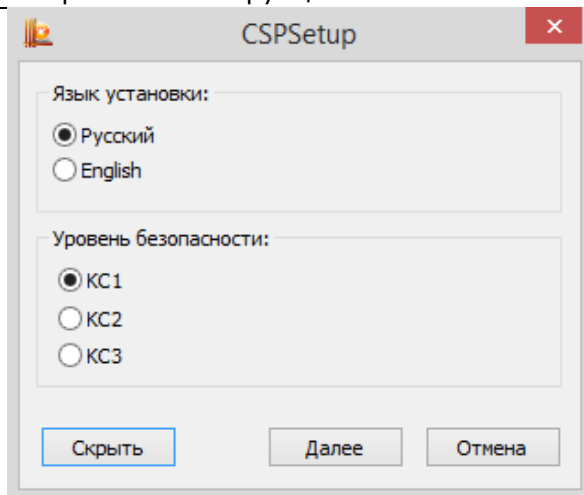 CSPSetup
Язык установки:
Русский
English
Уровень безопасности:
КС1
КС2
КС3
Скрыть
Далее
Отмена